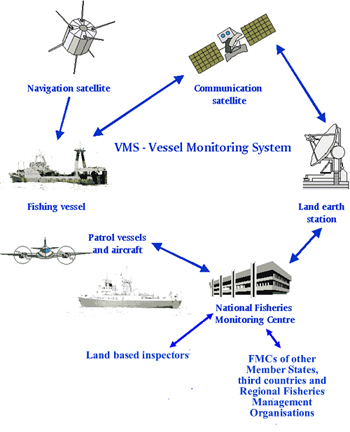 Navigation satellite
Communication
satellite
VMS - Vessel Monitoring System
Fishing vessel
Land earth
station
Patrol vessels
and aircraft
National Fisheries
Monitoring Centre
Land based inspectors
FMCs of other
Member States,
third countries and
Regional Fisheries
Management
Organisations